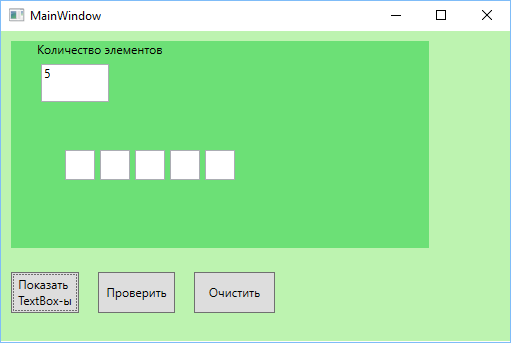 MainWindow
Количество элементов
5
Показать
TextBox-ы
Проверить
Очистить